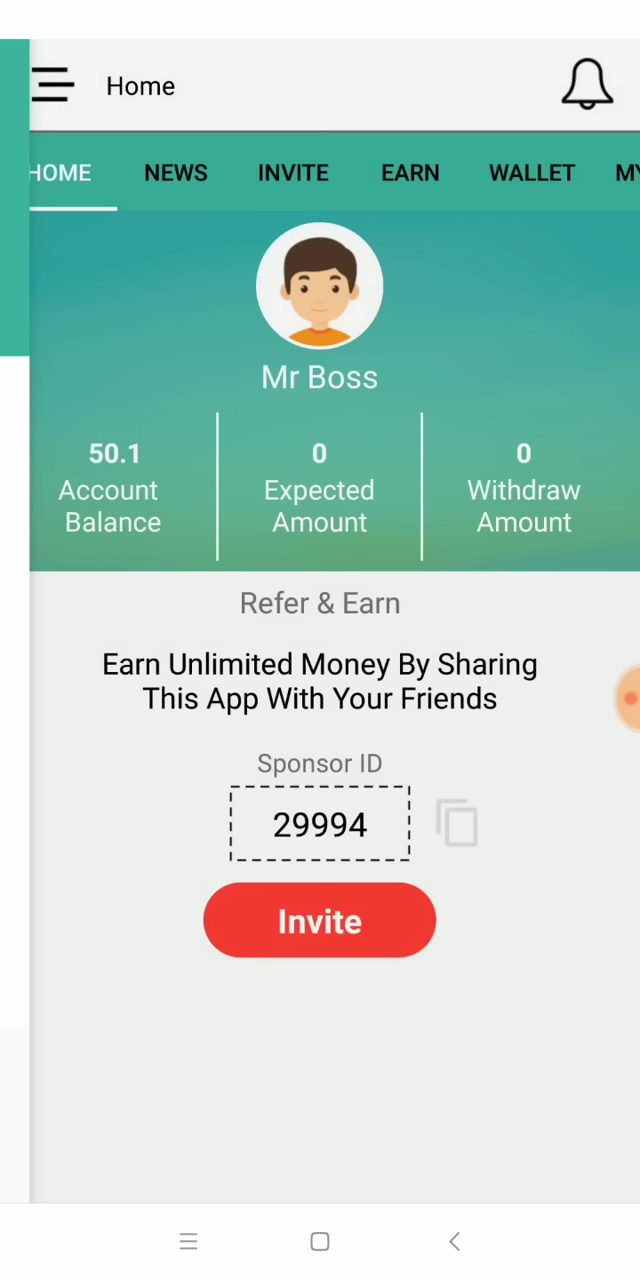 Home
HOME NEWS INVITE EARN WALLET MY
Mr Boss
50.1 0 0
Account Expected Withdraw
Balance Amount Amount
Refer & Earn
Earn Unlimited Money By Sharing
This App With Your Friends
Sponsor ID
29994
Invite